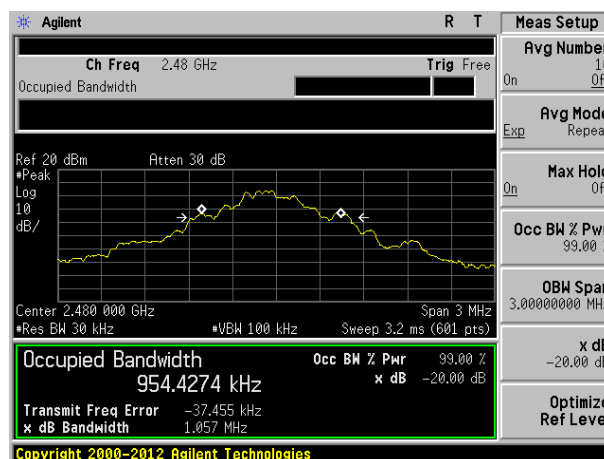 Agilent R T Meas Setup
Ch Freq 2.48 GHz Trig Free
Occupied Bandwidth
Ref 20 dBm Atten 30 dB
#Peak
Log
10
dB/
Center 2.480 000 GHz Span 3 MHz
#Res BW 30 kHz #VBW 100 kHz Sweep 3.2 ms (601 pts)
Occupied Bandwidth Occ BW % Pwr 99.00 %
954.4274 kHz x dB -20.00 dB
Transmit Freq Error -37.455 kHz
x dB Bandwidth 1.057 MHz
Copyright 2000-2012 Agilent Technologies
Avg Number
On
Avg Mode
Exp Repea
Max Hold
On Of
Occ BW % Pwr
99.00 %
OBW Span
3.00000000 MH
x dB
-20.00 dB
Optimize
Ref Level